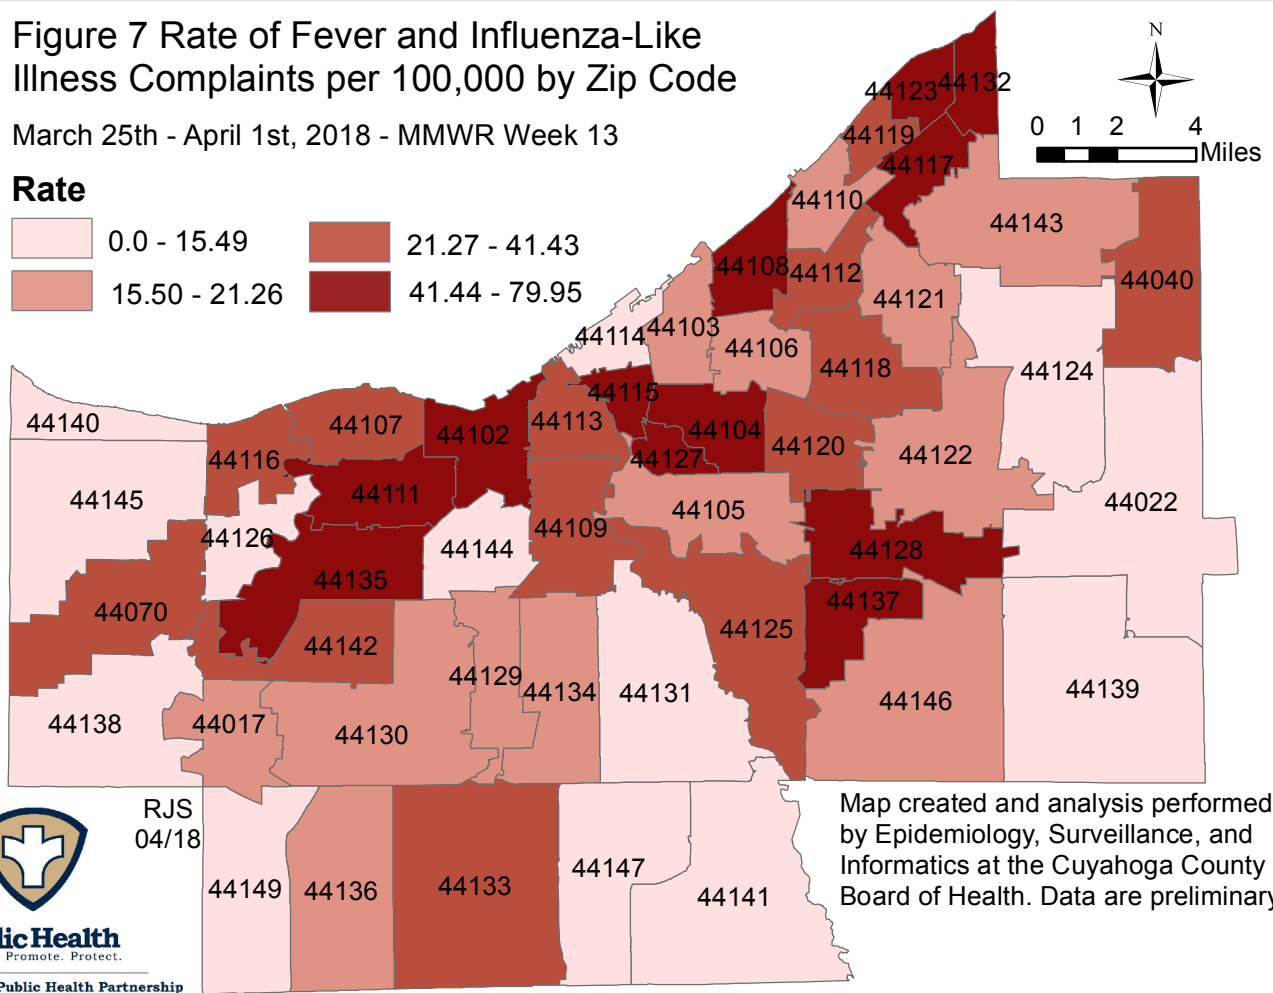 Figure 7 Rate of Fever and Influenza-Like
Illness Complaints per 100,000 by Zip Code
March 25th - April 1st, 2018 - MMWR Week 13
Rate
0.0 - 15.49
21.27 - 41.43
15.50 - 21.26
41.44 - 79.95
N
0 1 2 4
Miles
44123
44132
44119
44117
44110
44143
44108
44112
44040
44121
44114
44103
44106
44118
44124
44115
44140
44107
44102
44113
44104
44120
44116
44127
44122
44145
44111
44105
44022
44126
44109
44144
44128
44135
44070
44137
44142
44125
44129
44134
44131
44146
44139
44138
44017
44130
RJS
04/18
Map created and analysis performed
by Epidemiology, Surveillance, and
Informatics at the Cuyahoga County
Board of Health. Data are preliminary
44149
44136
44133
44147
44141
lic Health
Promote. Protect.
Public Health Partnership